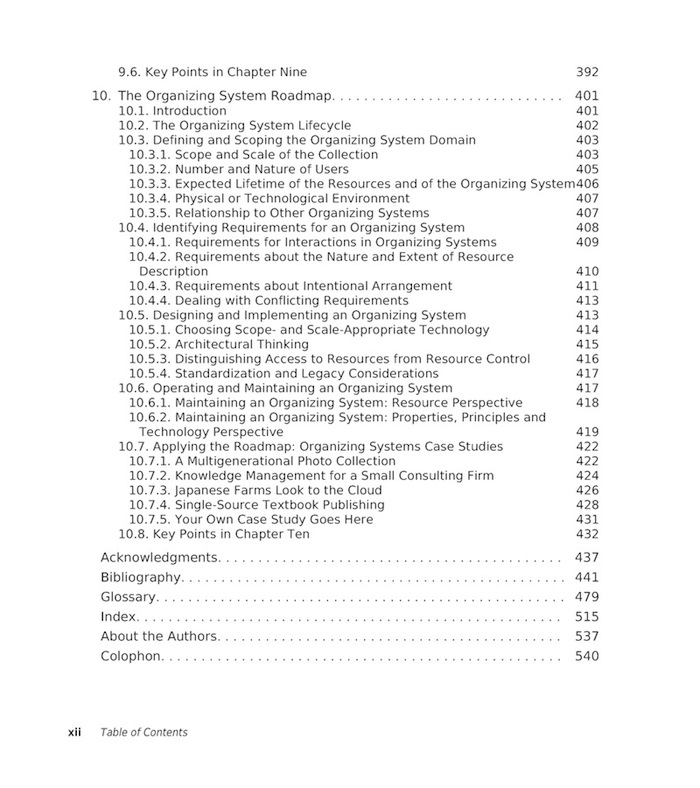 9.6. Key Points in Chapter Nine 392
10. The Organizing System Roadmap. . . . . . . . . . . . . . . . . . . . . . . . . . . . . 401
10.1. Introduction 401
10.2. The Organizing System Lifecycle 402
10.3. Defining and Scoping the Organizing System Domain 403
10.3.1. Scope and Scale of the Collection 403
10.3.2. Number and Nature of Users 405
10.3.3. Expected Lifetime of the Resources and of the Organizing System406
10.3.4. Physical or Technological Environment 407
10.3.5. Relationship to Other Organizing Systems 407
10.4. Identifying Requirements for an Organizing System 408
10.4.1. Requirements for Interactions in Organizing Systems 409
10.4.2. Requirements about the Nature and Extent of Resource
Description 410
10.4.3. Requirements about Intentional Arrangement 411
10.4.4. Dealing with Conflicting Requirements 413
10.5. Designing and Implementing an Organizing System 413
10.5.1. Choosing Scope- and Scale-Appropriate Technology 414
10.5.2. Architectural Thinking 415
10.5.3. Distinguishing Access to Resources from Resource Control 416
10.5.4. Standardization and Legacy Considerations 417
10.6. Operating and Maintaining an Organizing System 417
10.6.1. Maintaining an Organizing System: Resource Perspective 418
10.6.2. Maintaining an Organizing System: Properties, Principles and
Technology Perspective 419
10.7. Applying the Roadmap: Organizing Systems Case Studies 422
10.7.1. A Multigenerational Photo Collection 422
10.7.2. Knowledge Management for a Small Consulting Firm 424
10.7.3. Japanese Farms Look to the Cloud 426
10.7.4. Single-Source Textbook Publishing 428
10.7.5. Your Own Case Study Goes Here 431
10.8. Key Points in Chapter Ten 432
Acknowledgments. . . . . . . . . . . . . . . . . . . . . . . . . . . . . . . . . . . . . . . . . . . 437
Bibliography. . . . . . . . . . . . . . . . . . . . . . . . . . . . . . . . . . . . . . . . . . . . . . . . 441
Glossary. . . . . . . . . . . . . . . . . . . . . . . . . . . . . . . . . . . . . . . . . . . . . . . . . . . 479
Index. . . . . . . . . . . . . . . . . . . . . . . . . . . . . . . . . . . . . . . . . . . . . . . . . . . . . 515
About the Authors. . . . . . . . . . . . . . . . . . . . . . . . . . . . . . . . . . . . . . . . . . . 537
Colophon. . . . . . . . . . . . . . . . . . . . . . . . . . . . . . . . . . . . . . . . . . . . . . . . . . 540
xii Table of Contents